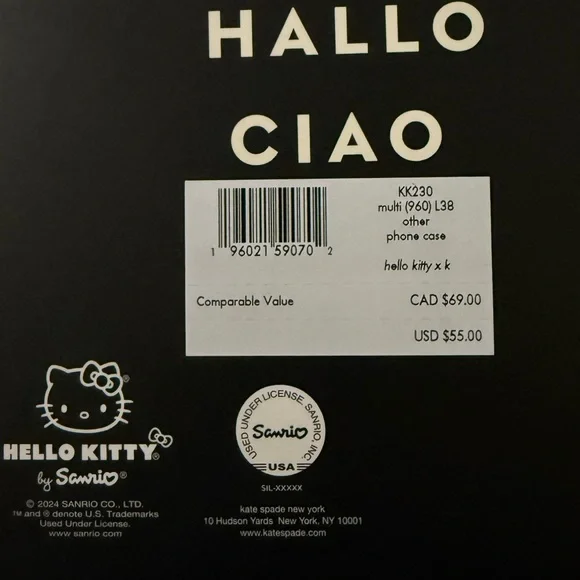 HALLO
CIAO
KK230
multi (960) L38
other
phone case
1 96021 59070 2
hello kitty x k
Comparable Value CAD $69.00
USD $55.00
HELLO KITTY®
by Sanrio®
© 2024 SANRIO CO., LTD.
™ and ® denote U.S. Trademarks
Used Under License.
www sanrio com
USED UNDER LICENSE, SANRIO, INC.
Sanrio
USA
SIL-XXXXX
kate spade new york
10 Hudson Yards New York, NY 10001
www.katespade.com